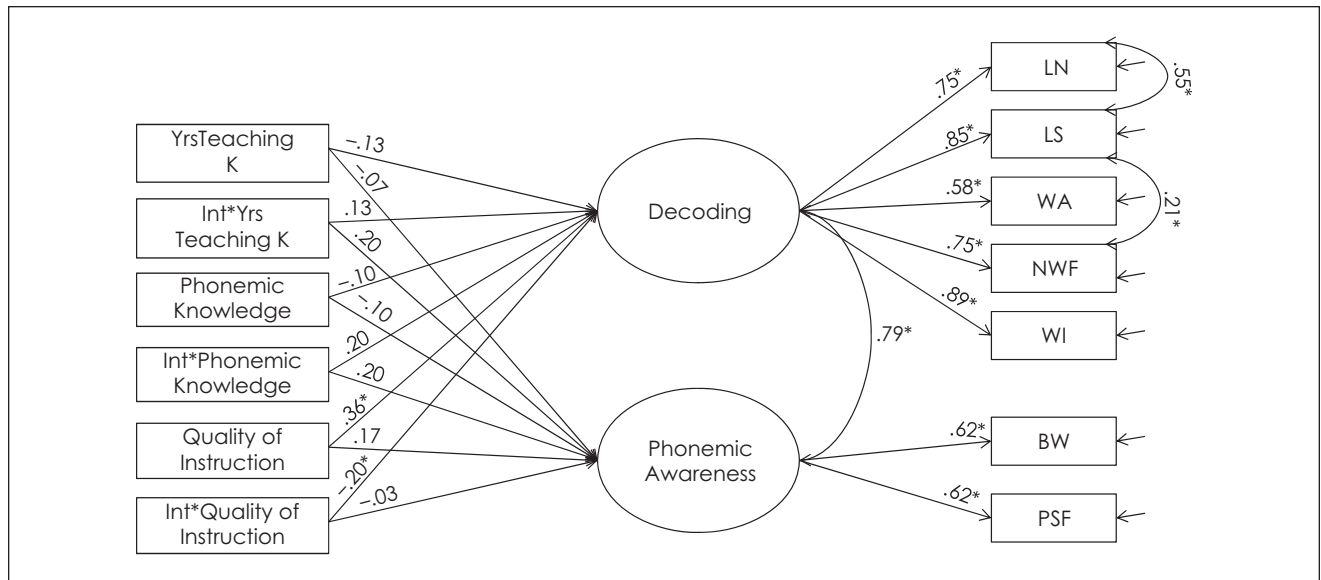 YrsTeaching
K
Int*Yrs
Teaching K
Phonemic
Knowledge
Int*Phonemic
Knowledge
Quality of
Instruction
Int*Quality of
Instruction
–.13
–.07
.13
.20
–.10
–.10
.20
.20
.36*
.17
–.20*
–.03
Decoding
Phonemic
Awareness
.79*
.75*
.85*
.58*
.75*
.89*
.62*
.62*
LN
LS
WA
NWF
WI
BW
PSF
.55*
.21*